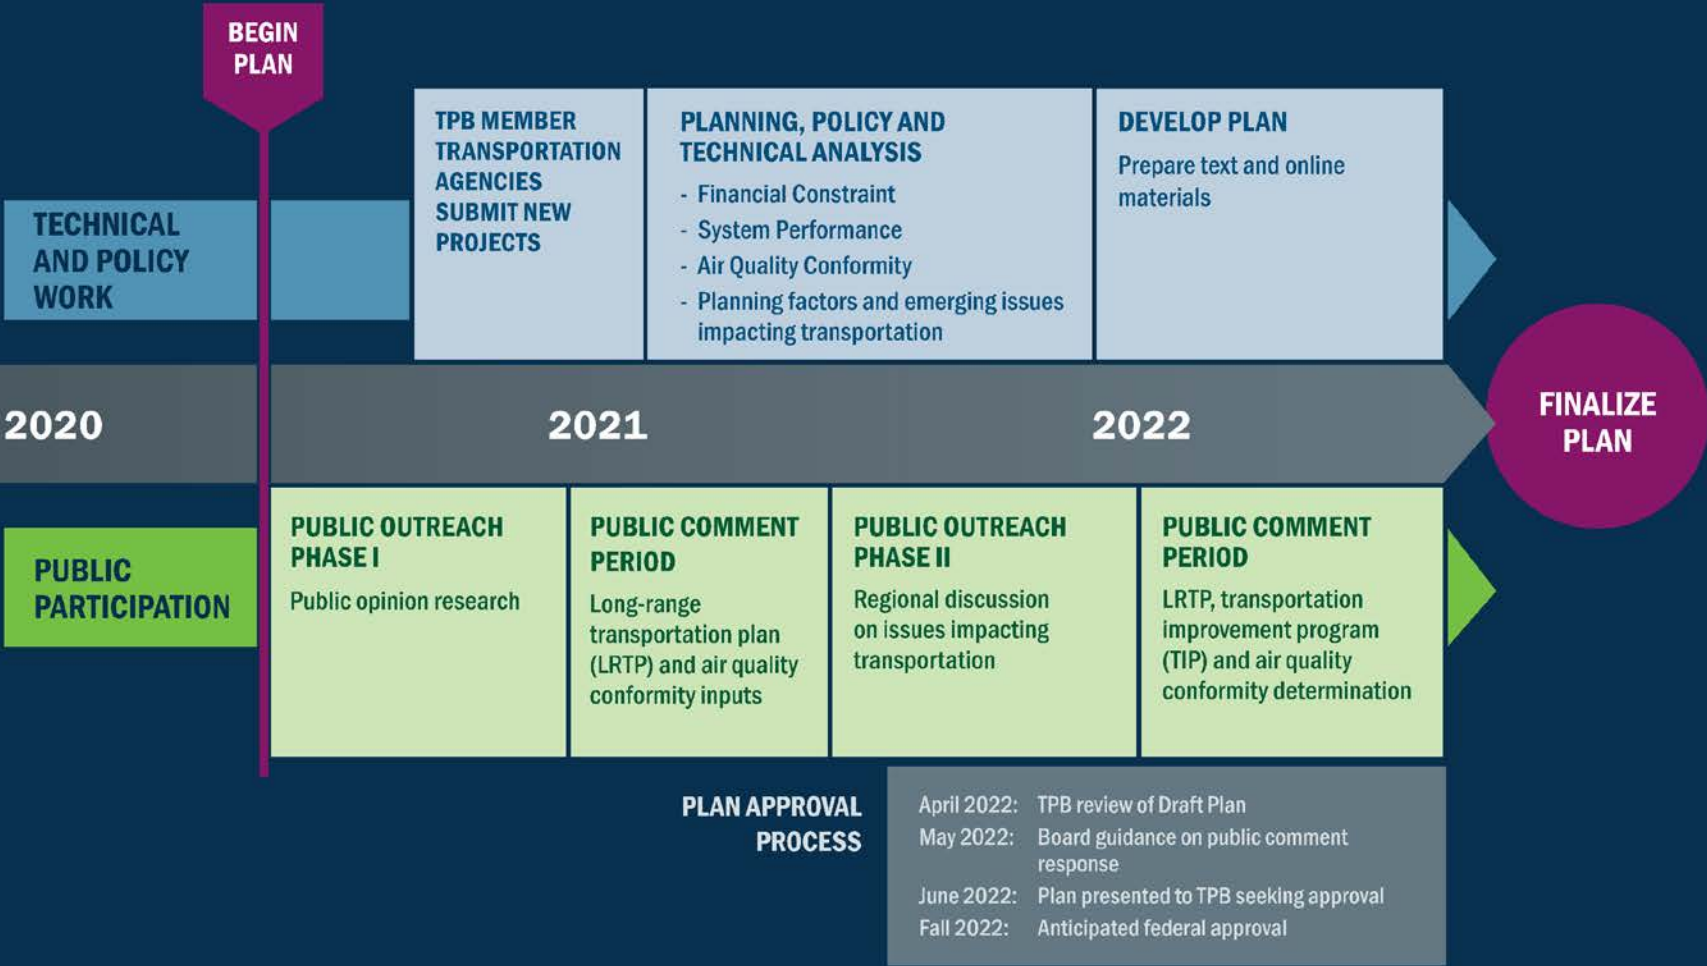 BEGIN
PLAN
TECHNICAL
AND POLICY
WORK
TPB MEMBER
TRANSPORTATION
AGENCIES
SUBMIT NEW
PROJECTS
PLANNING, POLICY AND
TECHNICAL ANALYSIS
- Financial Constraint
- System Performance
- Air Quality Conformity
- Planning factors and emerging issues
impacting transportation
DEVELOP PLAN
Prepare text and online
materials
2020
2021
2022
FINALIZE
PLAN
PUBLIC
PARTICIPATION
PUBLIC OUTREACH
PHASE I
Public opinion research
PUBLIC COMMENT
PERIOD
Long-range
transportation plan
(LRTP) and air quality
conformity inputs
PUBLIC OUTREACH
PHASE II
Regional discussion
on issues impacting
transportation
PUBLIC COMMENT
PERIOD
LRTP, transportation
improvement program
(TIP) and air quality
conformity determination
PLAN APPROVAL
PROCESS
April 2022: TPB review of Draft Plan
May 2022: Board guidance on public comment
response
June 2022: Plan presented to TPB seeking approval
Fall 2022: Anticipated federal approval